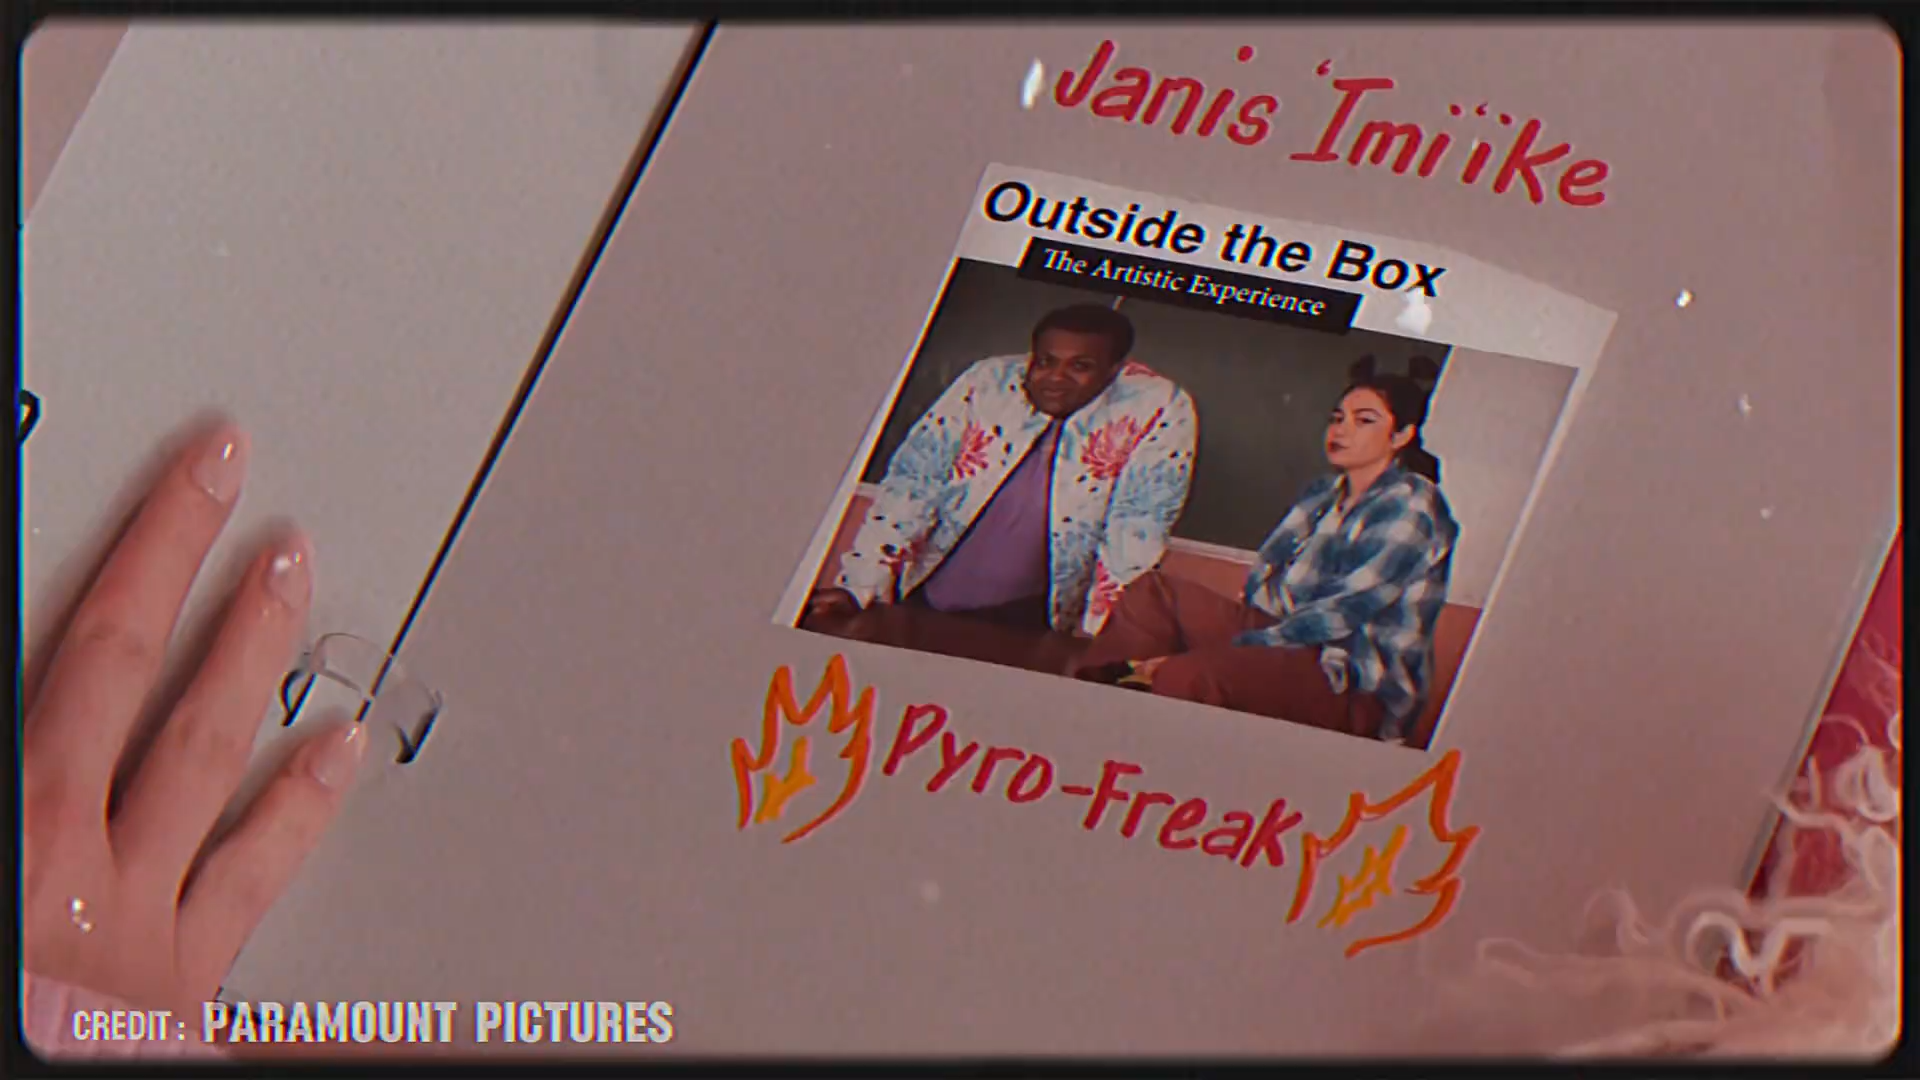 Janis 'Imi'ike
Outside the Box
The Artistic Experience
Pyro-Freak
CREDIT: PARAMOUNT PICTURES